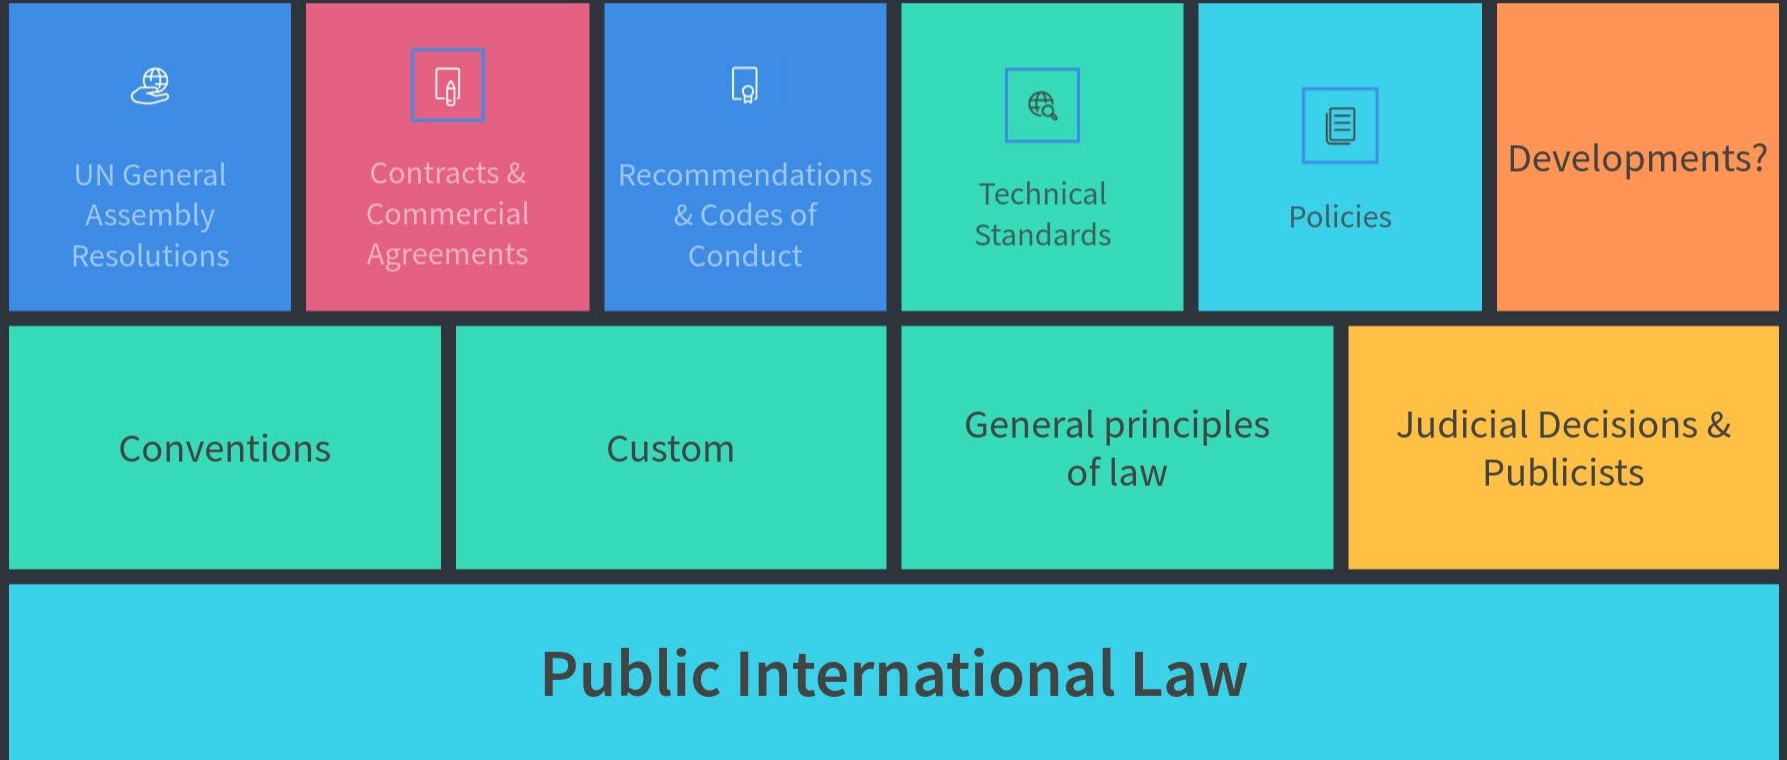 UN General
Assembly
Resolutions
Contracts &
Commercial
Agreements
Recommendations
& Codes of
Conduct
Technical
Standards
Policies
Developments?
Conventions
Custom
General principles
of law
Judicial Decisions &
Publicists
Public International Law